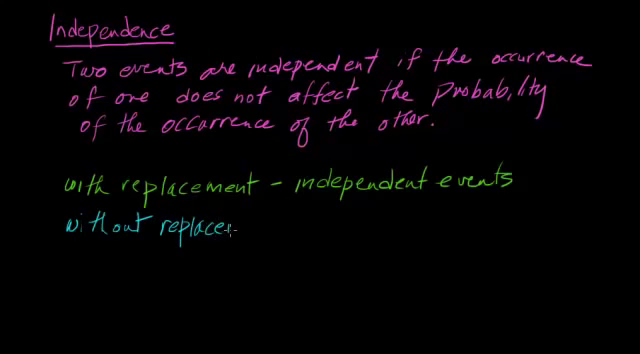 Independence
Two events are independent if the occurrence
of one does not affect the probability
of the occurrence of the other.
with replacement - independent events
without replace